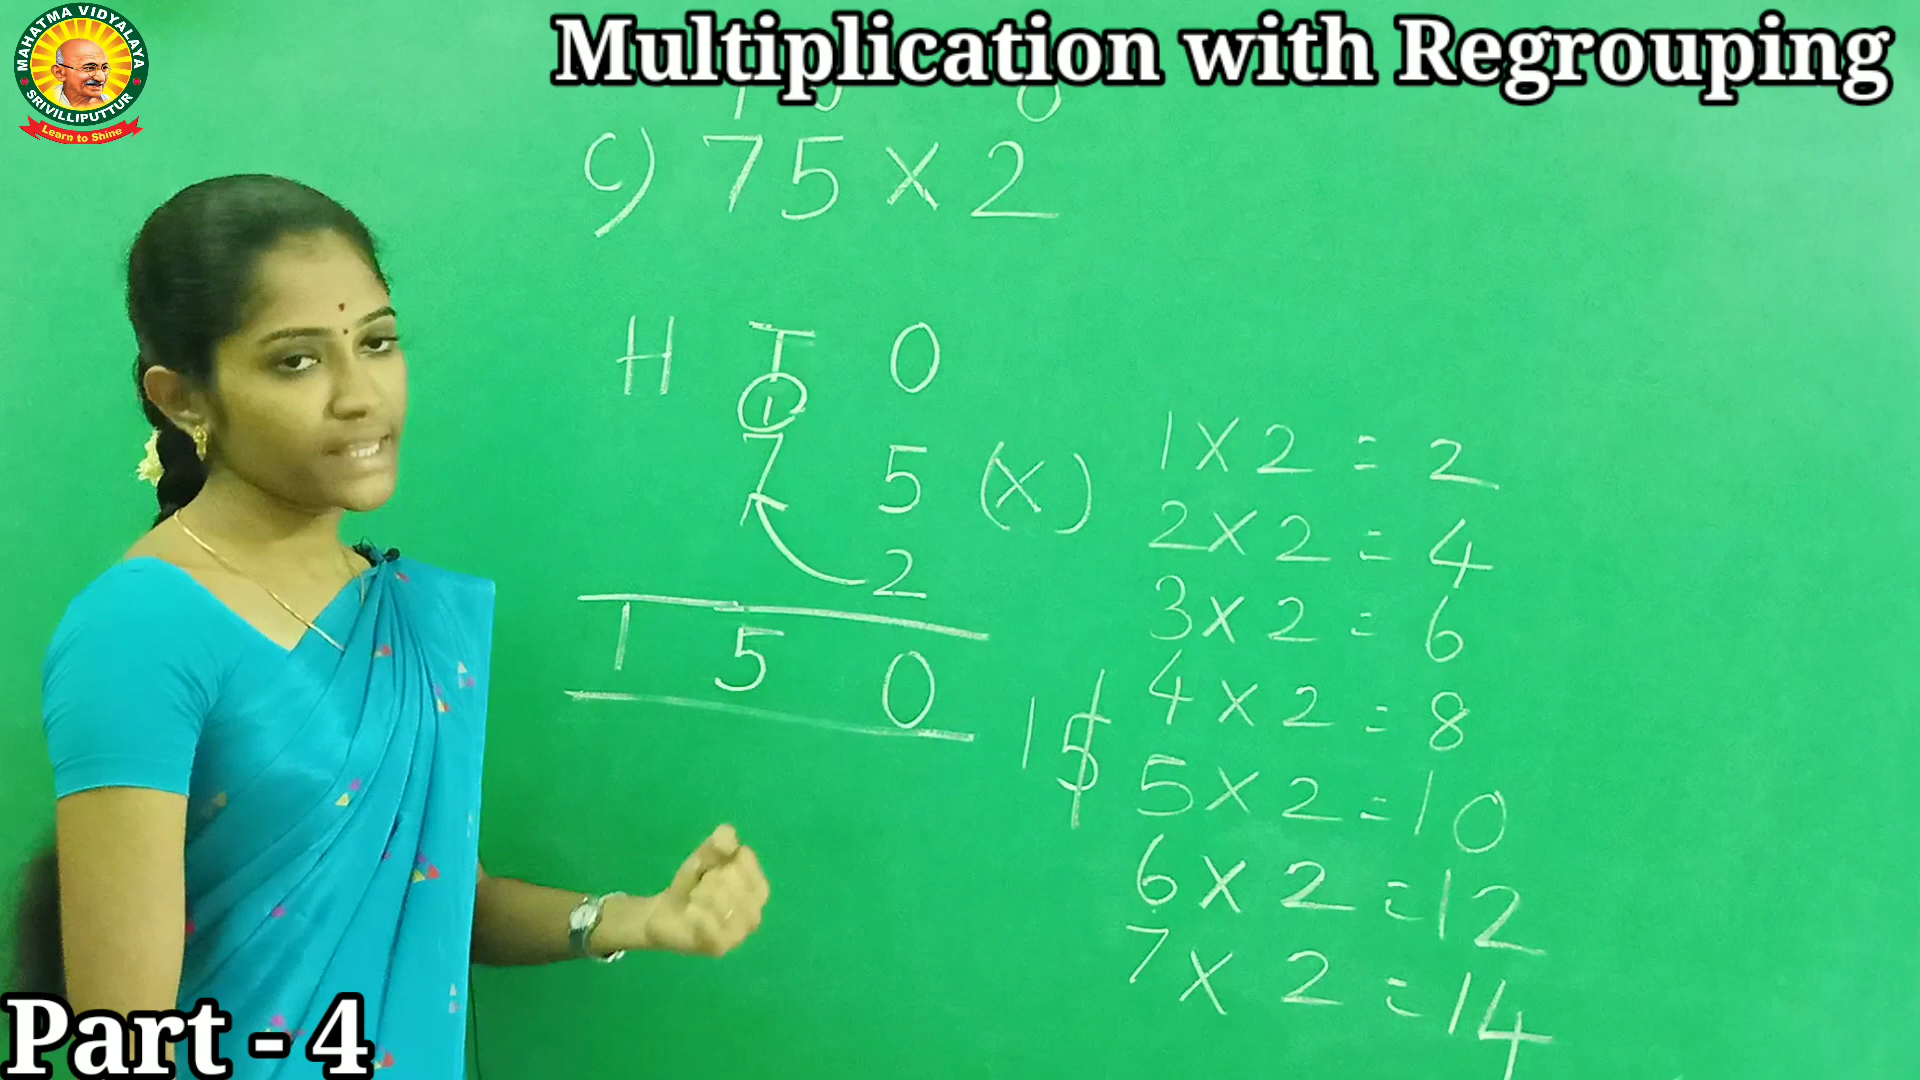 MAHATMA VIDYALAYA
SRIVILLIPUTTUR
Learn to Shine
Multiplication with Regrouping
T O O
C) 75 × 2
H T O
1
7 5 (×)
2
1 5 0
15
1 × 2 = 2
2 × 2 = 4
3 × 2 = 6
4 × 2 = 8
5 × 2 = 10
6 × 2 = 12
7 × 2 = 14
Part - 4